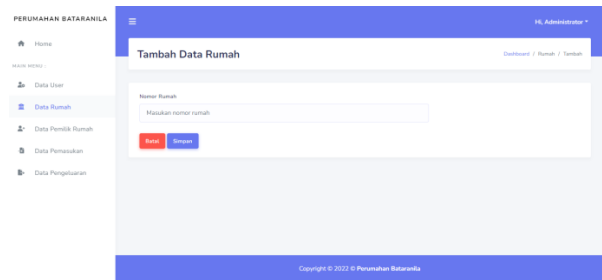 PERUMAHAN BATARANILA
Hi, Administrator
Home
MAIN MENU :
Data User
Data Rumah
Data Pemilik Rumah
Data Pemasukan
Data Pengeluaran
Tambah Data Rumah
Dashboard / Rumah / Tambah
Nomor Rumah
Masukan nomor rumah
Batal Simpan
Copyright © 2022 © Perumahan Bataranila